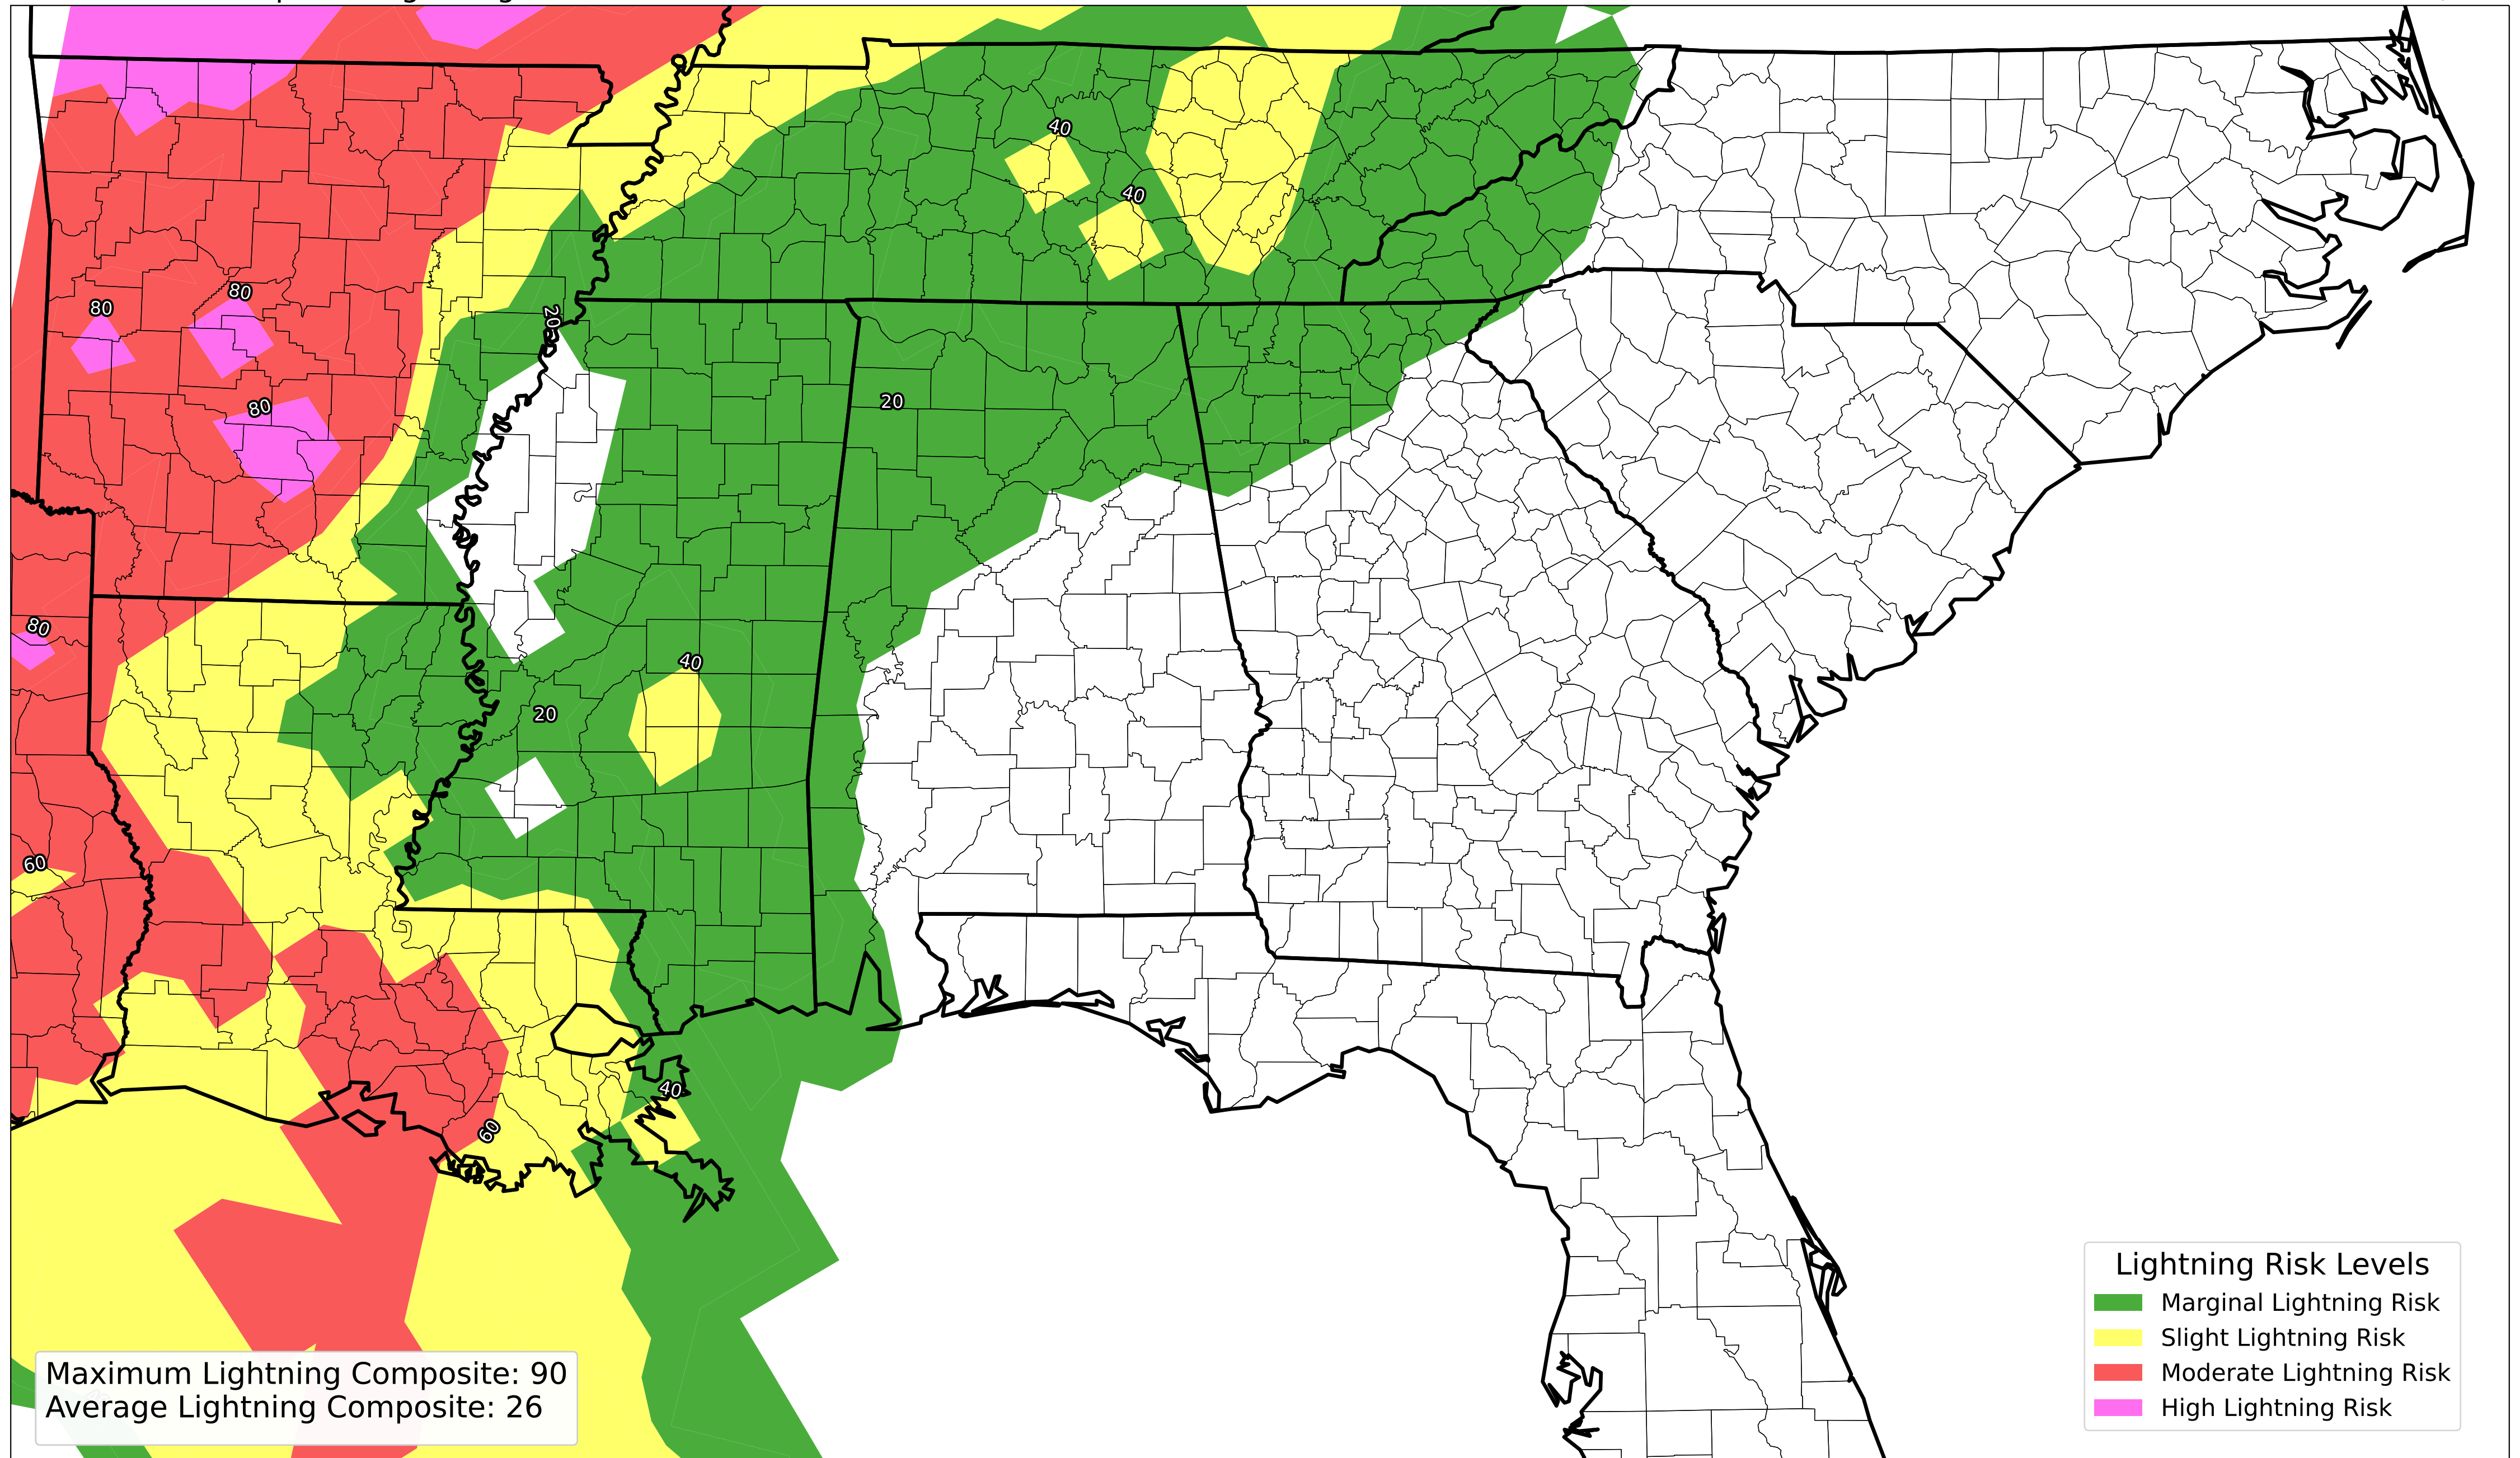 40
40
80
80
20
20
80
80
40
20
60
40
60
Lightning Risk Levels
Marginal Lightning Risk
Slight Lightning Risk
Moderate Lightning Risk
High Lightning Risk
Maximum Lightning Composite: 90
Average Lightning Composite: 26